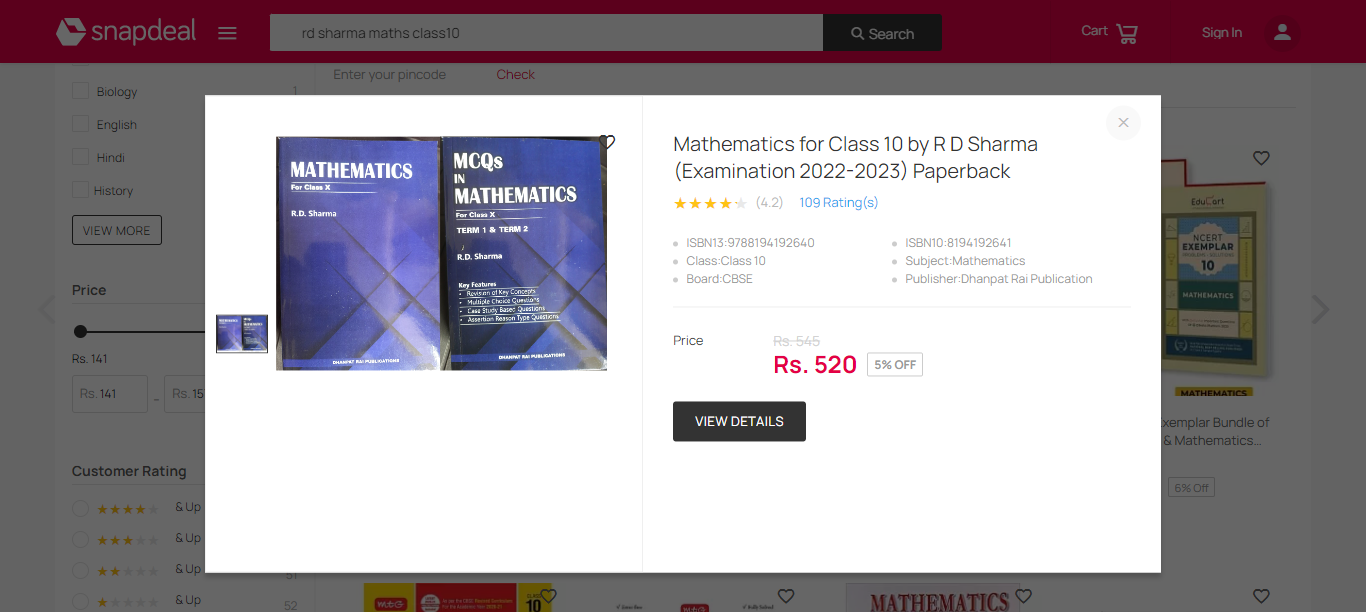 snapdeal
rd sharma maths class10
Search
Cart
Sign In
Enter your pincode
Check
Biology
1
English
Hindi
History
VIEW MORE
Price
Rs. 141
Rs. 141
-
Rs. 15
Customer Rating
& Up
& Up
& Up
51
& Up
52
MATHEMATICS
For Class X
R.D. Sharma
DHANPAT RAI PUBLICATIONS
MCQs
IN
MATHEMATICS
For Class X
TERM 1 & TERM 2
R.D. Sharma
Key Features
• Revision of Key Concepts
• Multiple Choice Questions
• Case Study Based Questions
• Assertion Reason Type Questions
DHANPAT RAI PUBLICATIONS
Mathematics for Class 10 by R D Sharma
(Examination 2022-2023) Paperback
(4.2) 109 Rating(s)
ISBN13:9788194192640
ISBN10:8194192641
Class:Class 10
Subject:Mathematics
Board:CBSE
Publisher:Dhanpat Rai Publication
Price
Rs. 545
Rs. 520
5% OFF
VIEW DETAILS
EduCart
NCERT
EXEMPLAR
10
MATHEMATICS
MATHEMATICS
xemplar Bundle of
& Mathematics...
6% Off
MTG
CLASS
10
MTG
MATHEMATICS